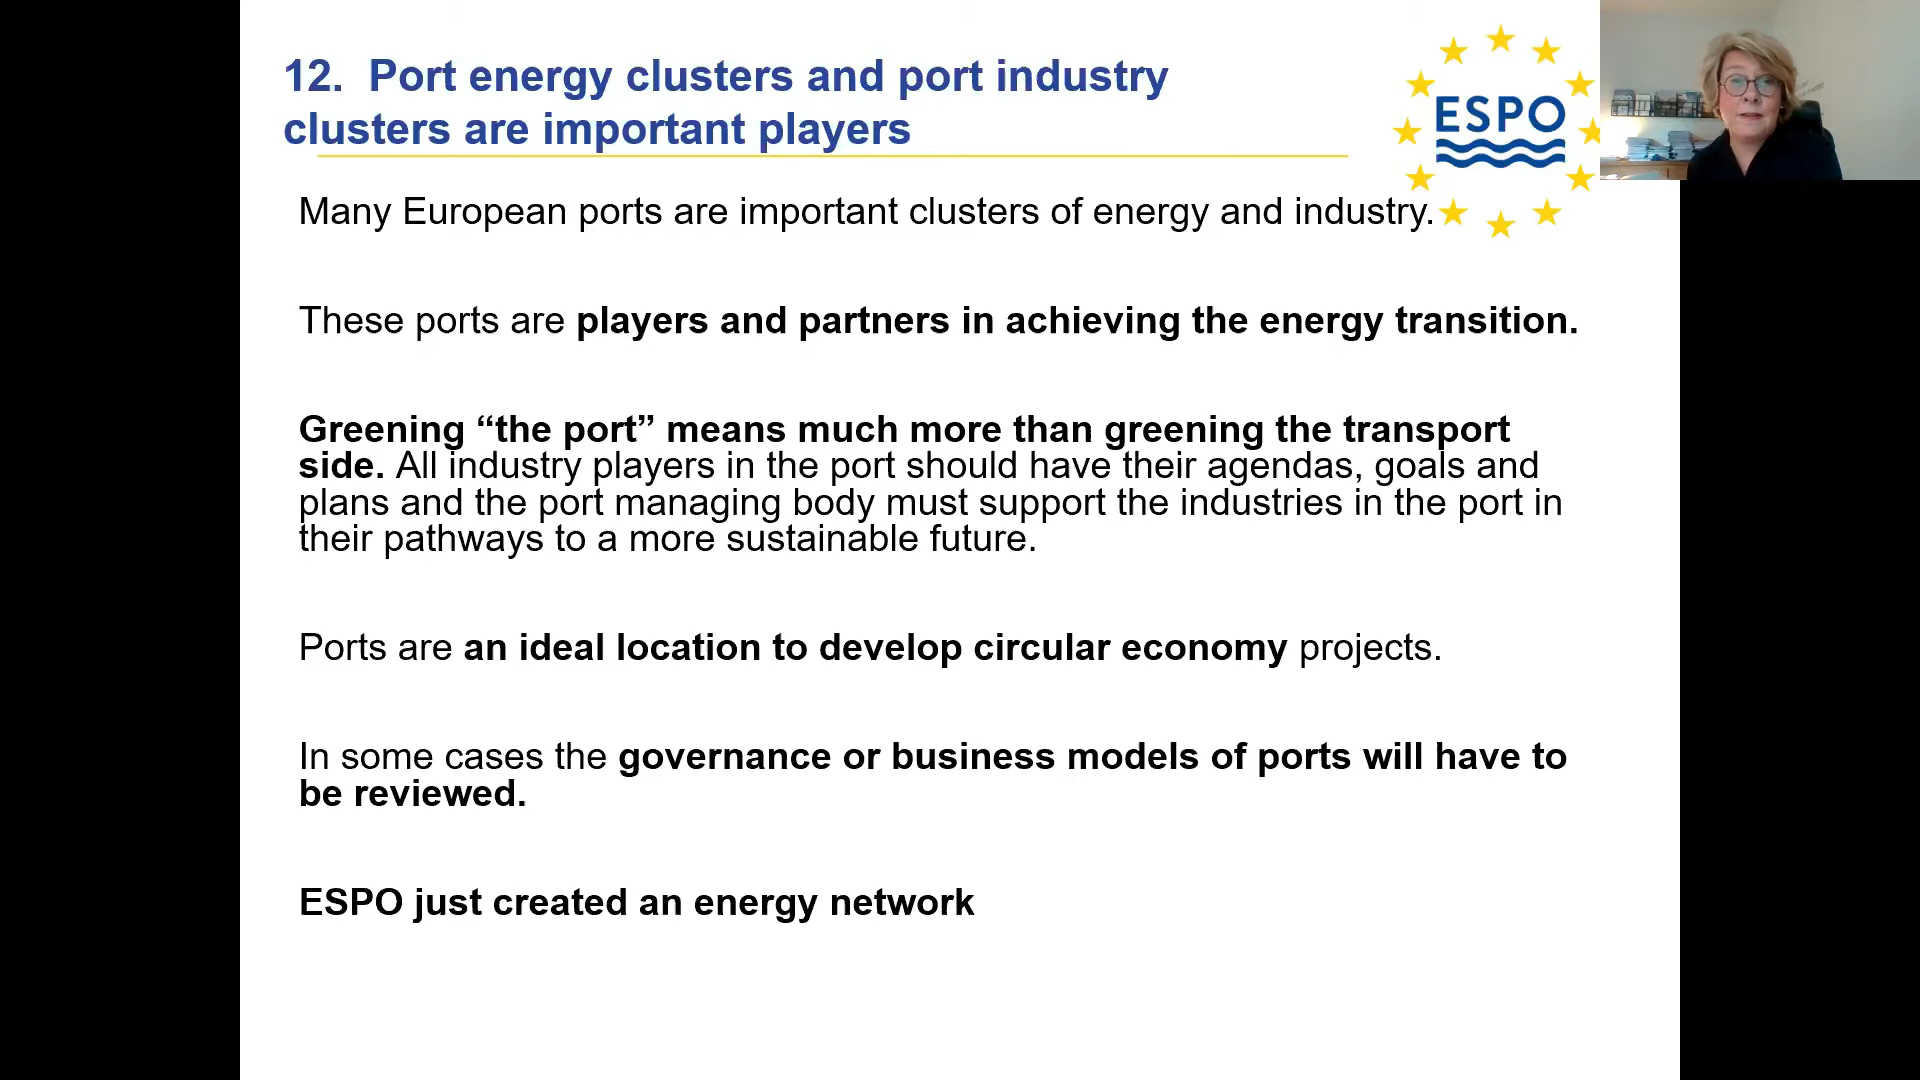 12. Port energy clusters and port industry
clusters are important players
ESPO
Many European ports are important clusters of energy and industry.
These ports are players and partners in achieving the energy transition.
Greening “the port” means much more than greening the transport
side. All industry players in the port should have their agendas, goals and
plans and the port managing body must support the industries in the port in
their pathways to a more sustainable future.
Ports are an ideal location to develop circular economy projects.
In some cases the governance or business models of ports will have to
be reviewed.
ESPO just created an energy network